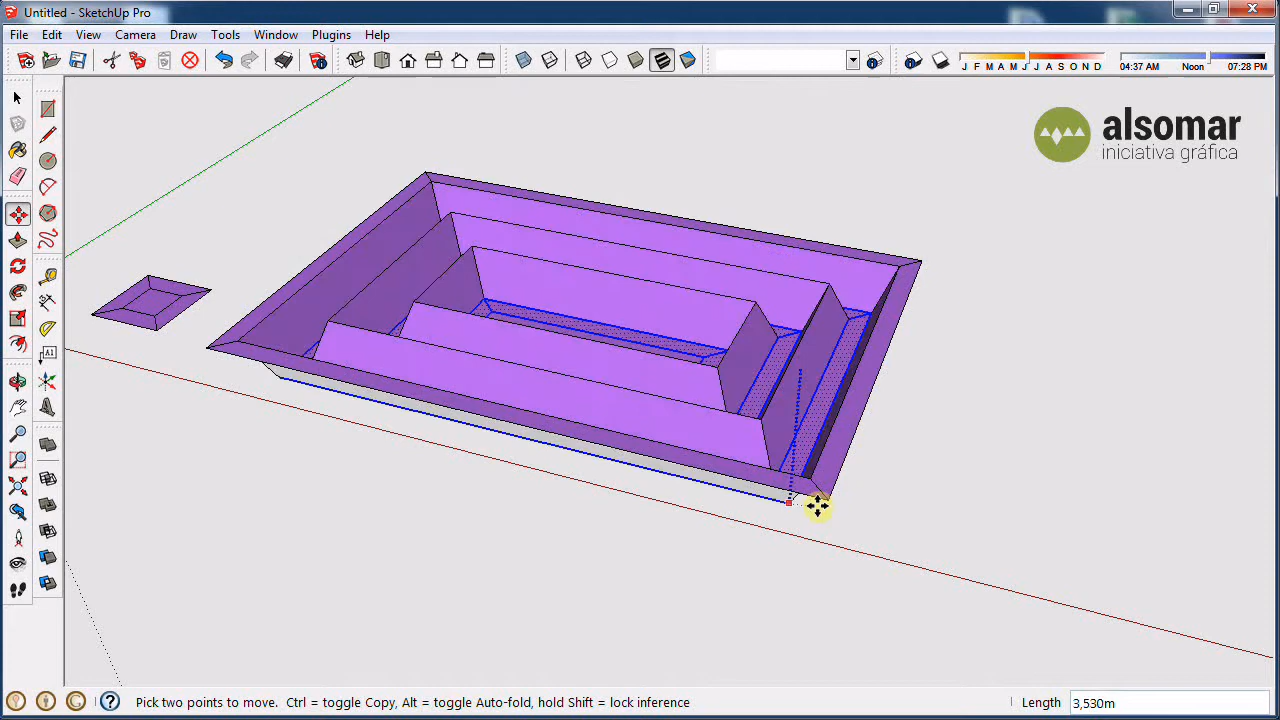 Untitled - SketchUp Pro
File Edit View Camera Draw Tools Window Plugins Help
J F M A M J J A S O N D
04:37 AM Noon 07:28 PM
alsomar
iniciativa gráfica
A1
Pick two points to move. Ctrl = toggle Copy, Alt = toggle Auto-fold, hold Shift = lock inference
Length 3,530m